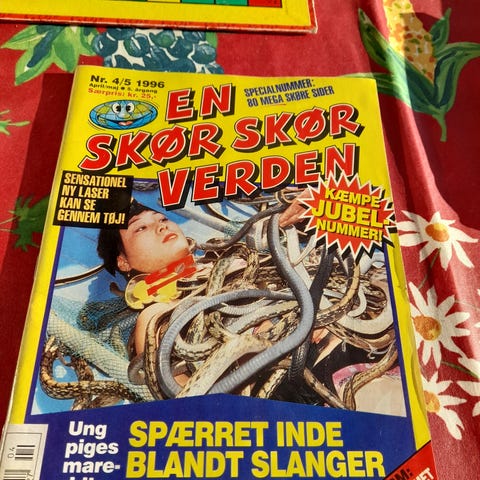 Nr. 4/5 1996
April/maj • 5. årgang
Særpris: kr. 25,-
SPECIALNUMMER:
80 MEGA SKØRE SIDER
EN
SKØR SKØR
VERDEN
SENSATIONEL
NY LASER
KAN SE
GENNEM TØJ!
KÆMPE
JUBEL
NUMMER!
Ung
piges
mare-
SPÆRRET INDE
BLANDT SLANGER
04